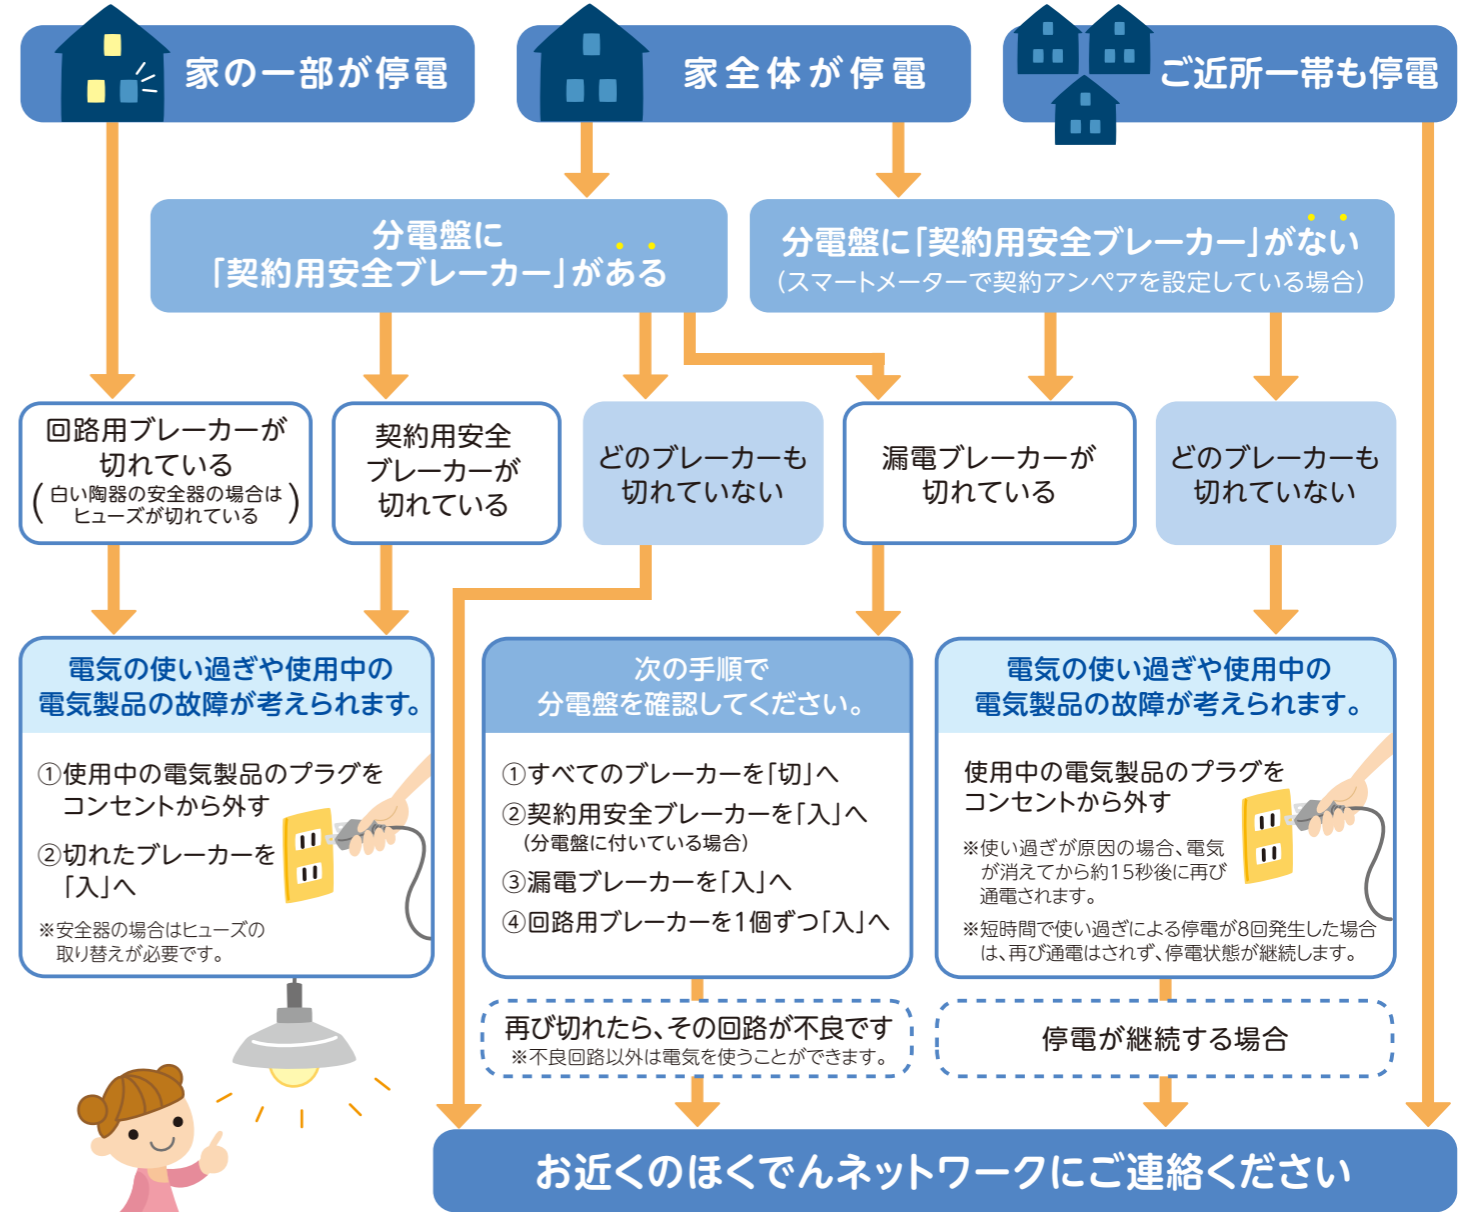 家の一部が停電
家全体が停電
ご近所一帯も停電
分電盤に
「契約用安全ブレーカー」がある
分電盤に「契約用安全ブレーカー」がない
（スマートメーターで契約アンペアを設定している場合）
回路用ブレーカーが
切れている
（白い陶器の安全器の場合は
ヒューズが切れている）
契約用安全
ブレーカーが
切れている
どのブレーカーも
切れていない
漏電ブレーカーが
切れている
どのブレーカーも
切れていない
電気の使い過ぎや使用中の
電気製品の故障が考えられます。
①使用中の電気製品のプラグを
コンセントから外す
②切れたブレーカーを
「入」へ
※安全器の場合はヒューズの
取り替えが必要です。
次の手順で
分電盤を確認してください。
①すべてのブレーカーを「切」へ
②契約用安全ブレーカーを「入」へ
（分電盤に付いている場合）
③漏電ブレーカーを「入」へ
④回路用ブレーカーを1個ずつ「入」へ
電気の使い過ぎや使用中の
電気製品の故障が考えられます。
使用中の電気製品のプラグを
コンセントから外す
※使い過ぎが原因の場合、電気
が消えてから約15秒後に再び
通電されます。
※短時間で使い過ぎによる停電が8回発生した場合
は、再び通電はされず、停電状態が継続します。
再び切れたら、その回路が不良です
※不良回路以外は電気を使うことができます。
停電が継続する場合
お近くのほくでんネットワークにご連絡ください